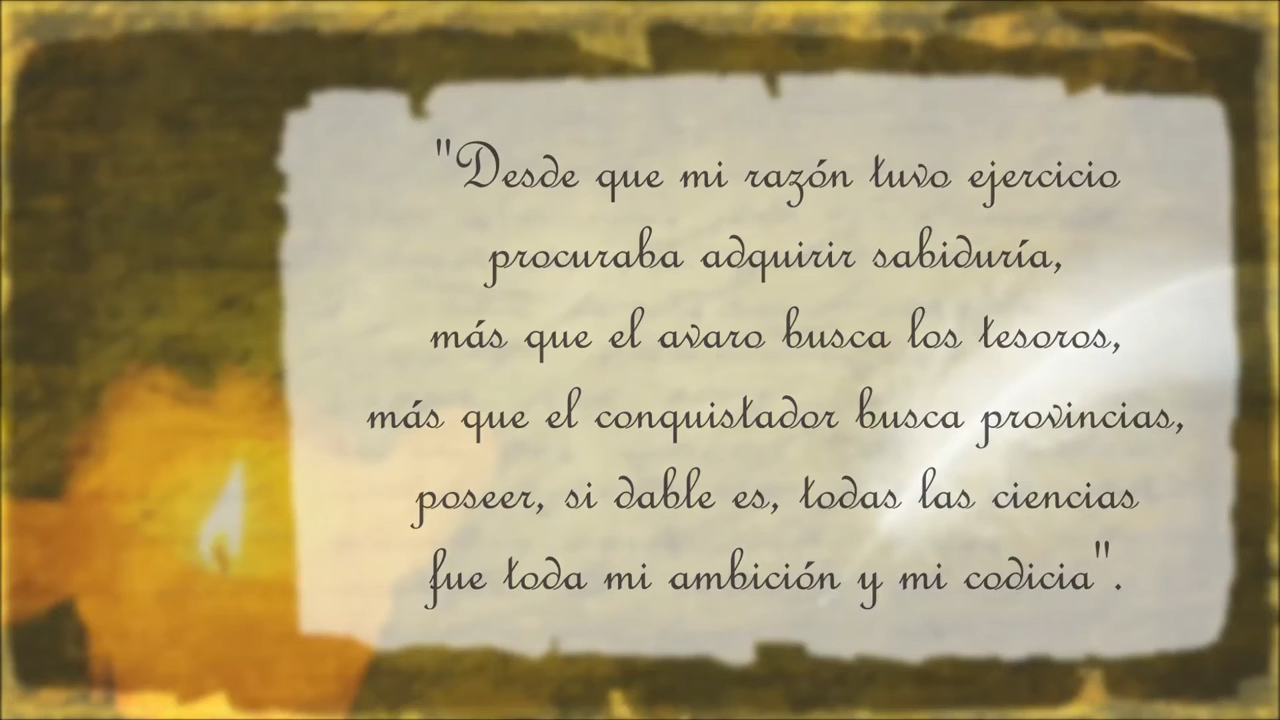 "Desde que mi razón tuvo ejercicio
procuraba adquirir sabiduría,
más que el avaro busca los tesoros,
más que el conquistador busca provincias,
poseer, si dable es, todas las ciencias
fue toda mi ambición y mi codicia".